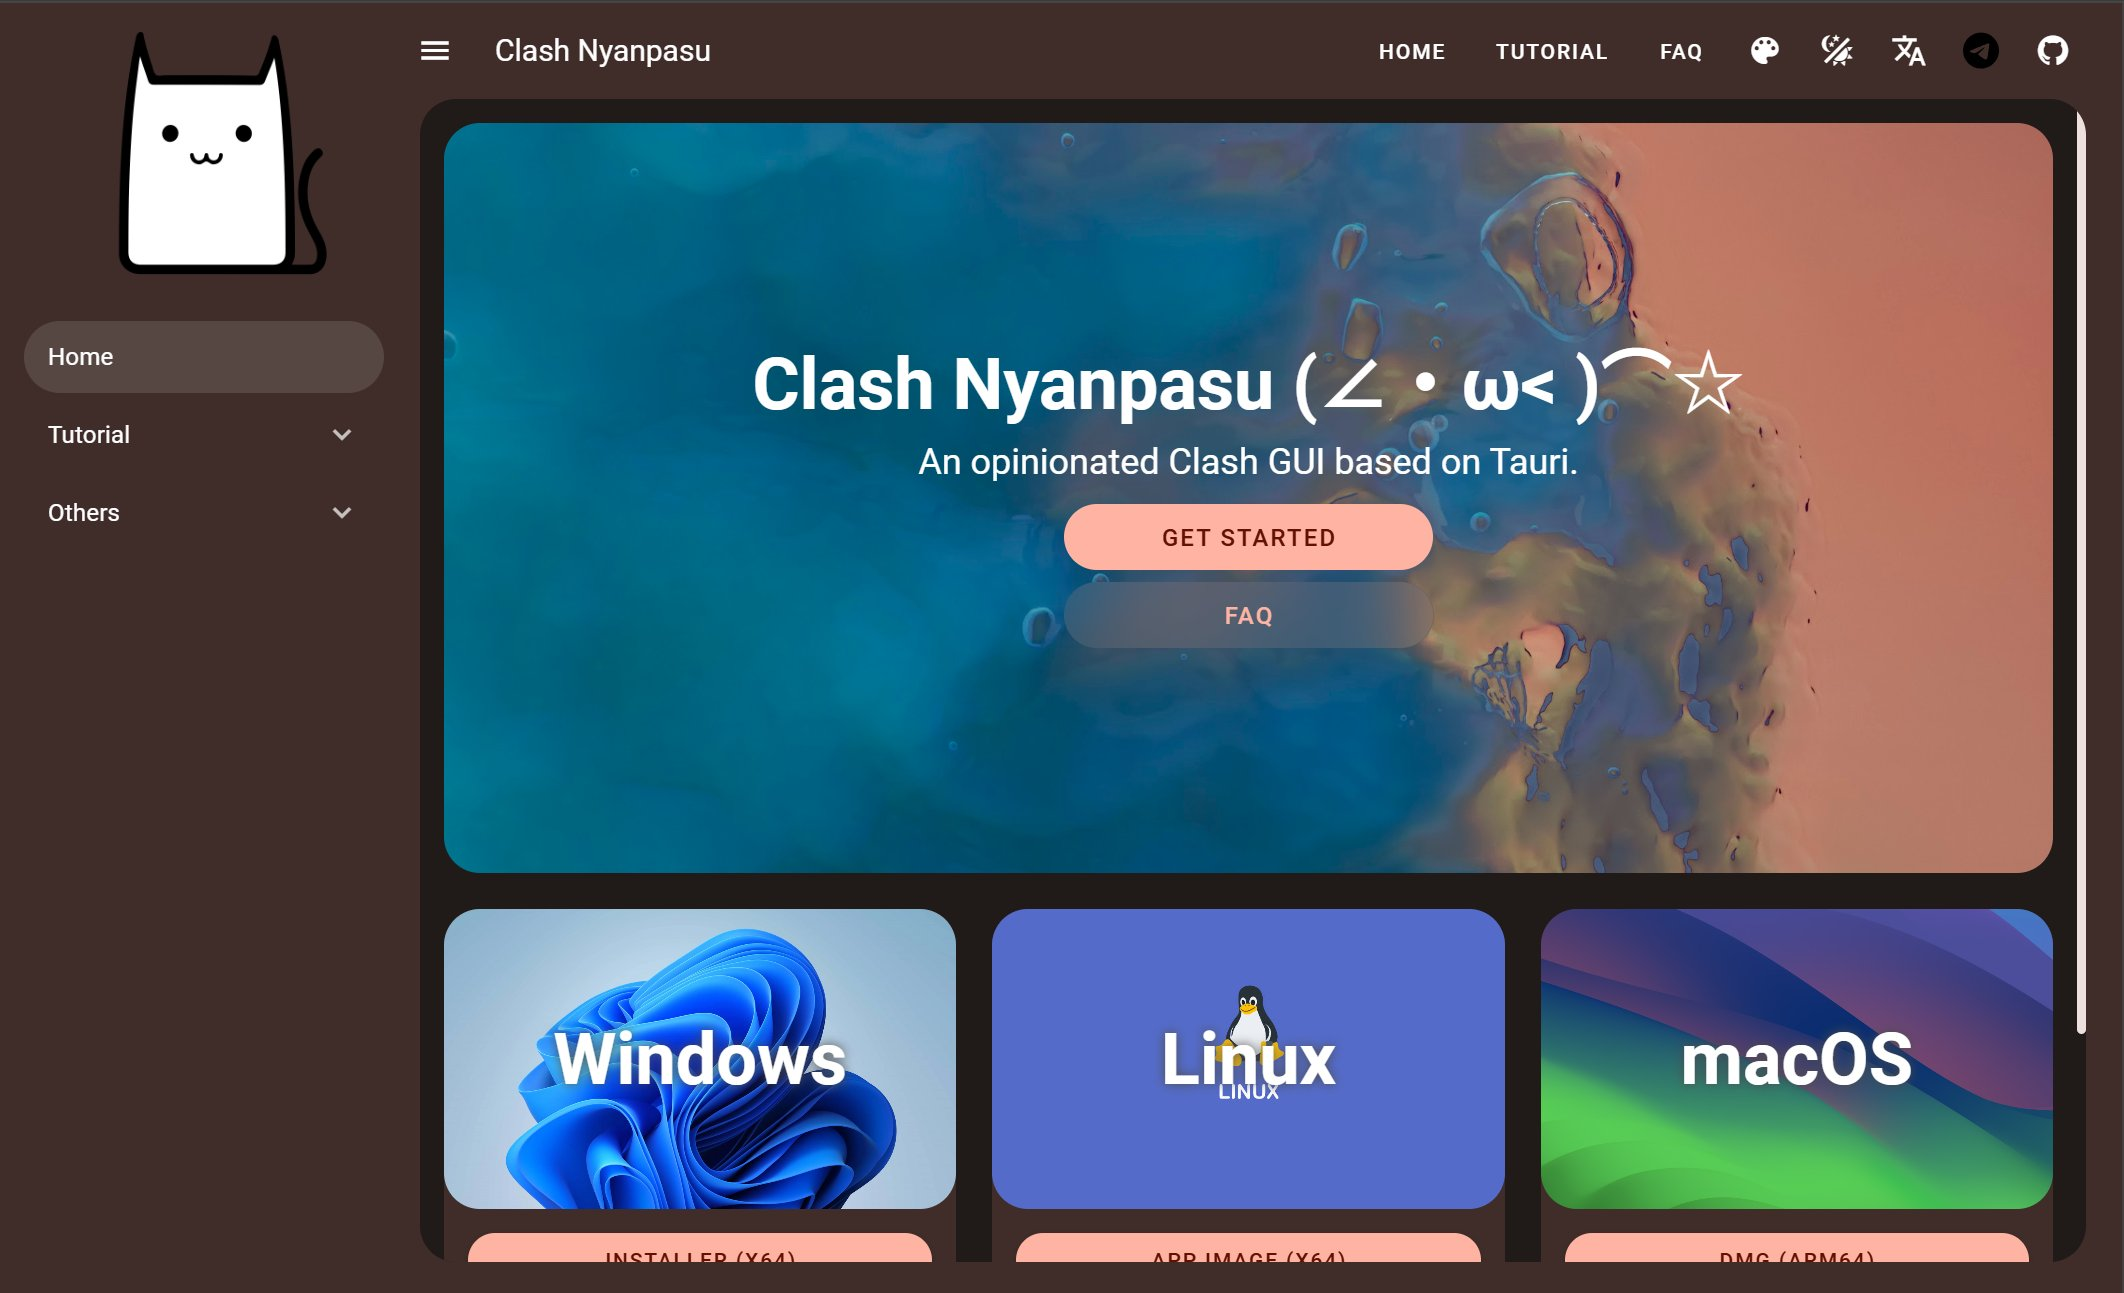 Clash Nyanpasu
HOME
TUTORIAL
FAQ
Home
Tutorial
Others
Clash Nyanpasu (∠・ω< )⌒☆
An opinionated Clash GUI based on Tauri.
GET STARTED
FAQ
Windows
Linux
LINUX
macOS
INSTALLER (X64)
APP IMAGE (X64)
DMG (ARM64)